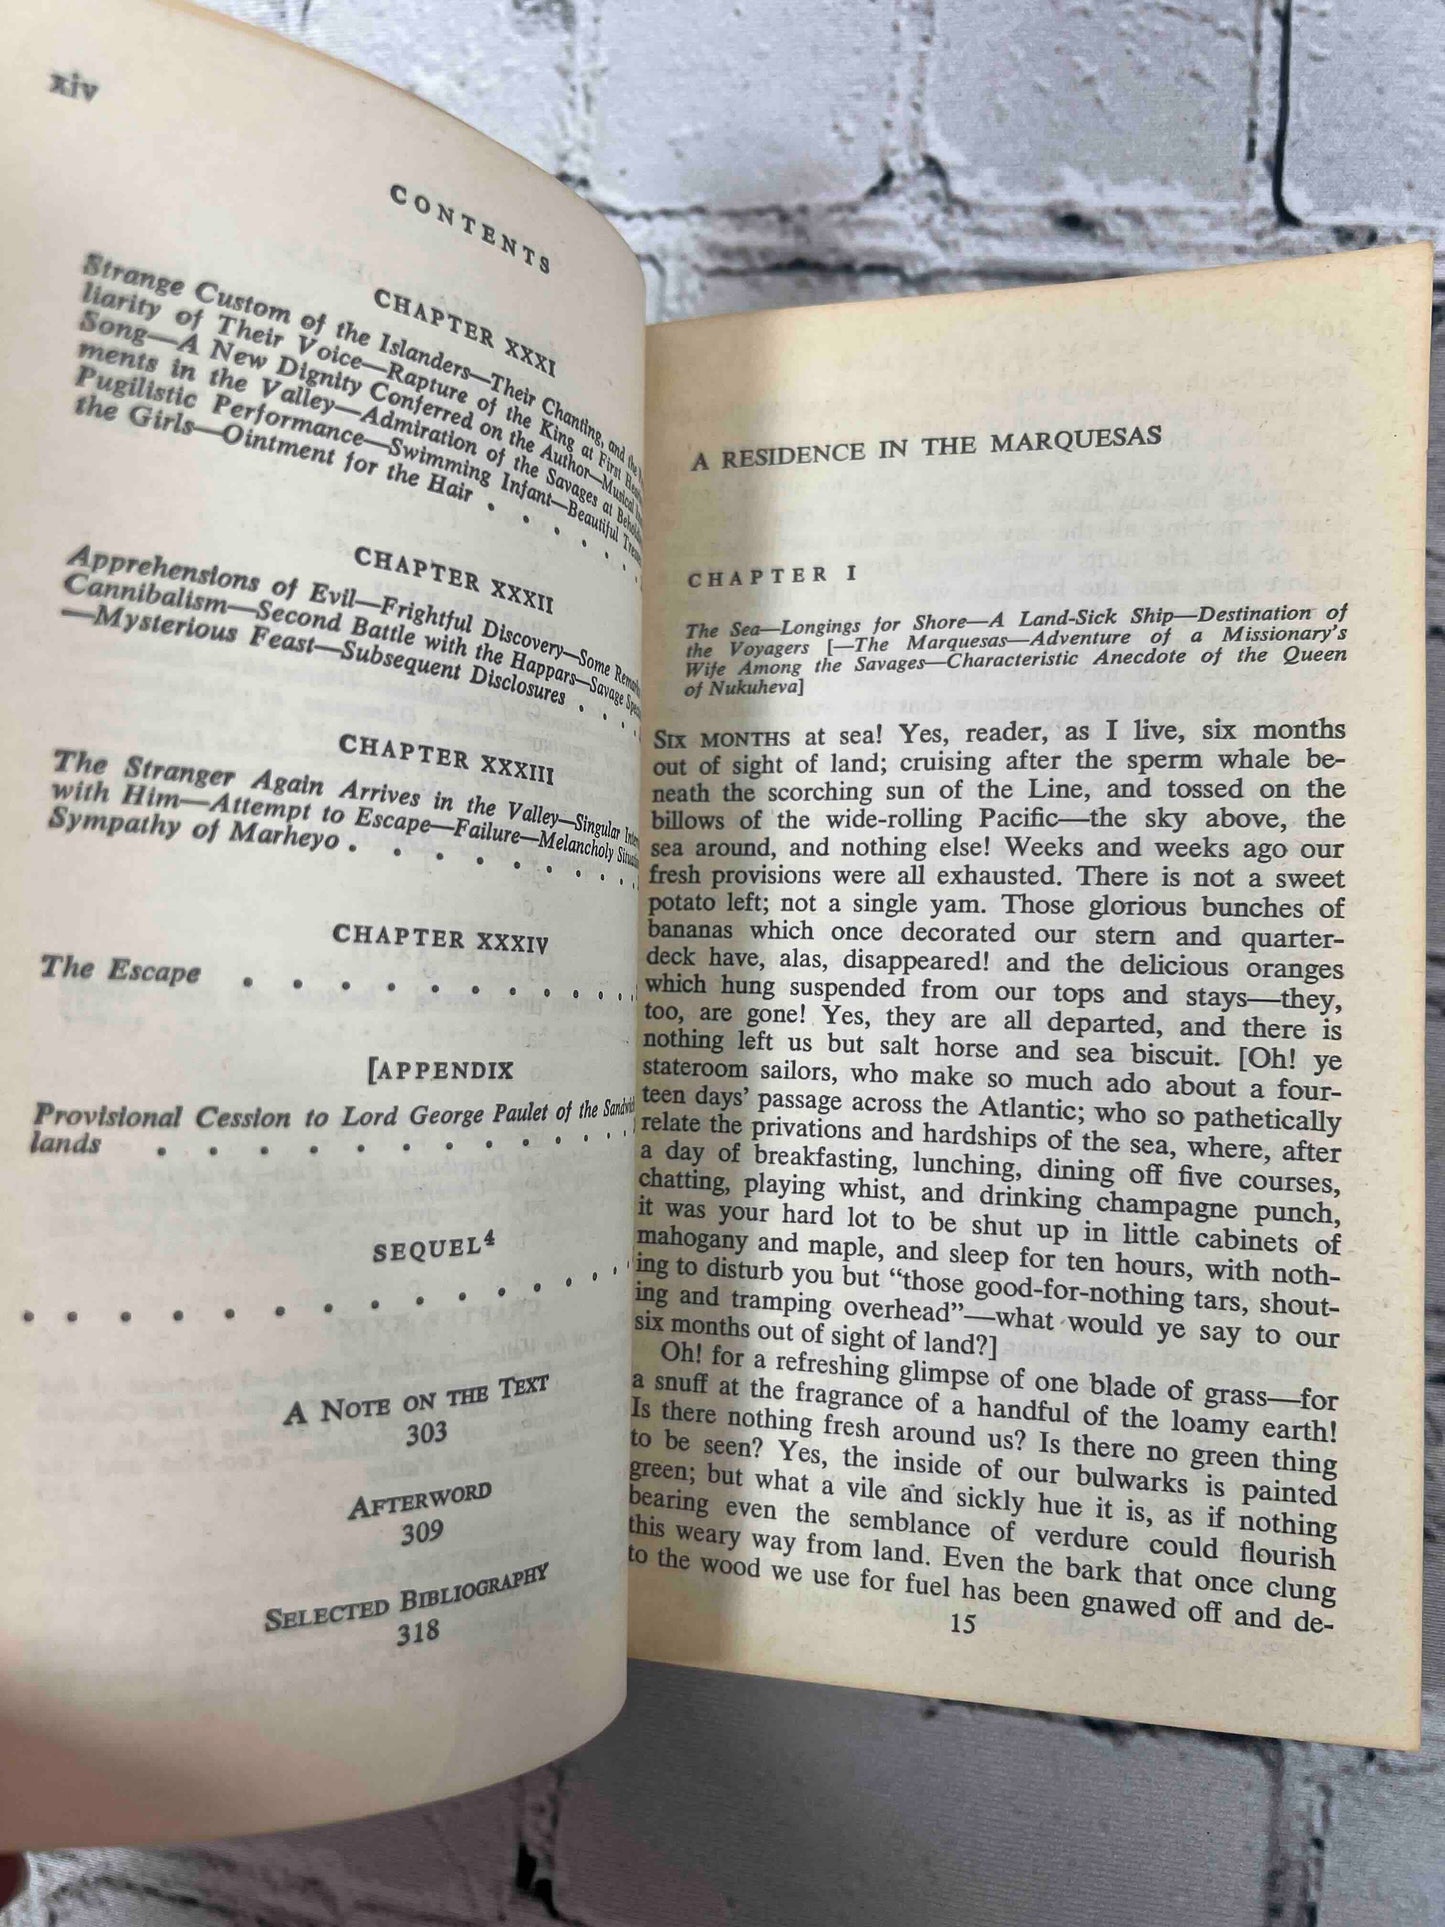 xiv
CONTENTS
CHAPTER XXXI
Strange Custom of the Islanders—Their Chanting, and the
liarity of Their Voice—Rapture of the King at First
Song—A New Dignity Conferred on the Author—Musical
ments in the Valley—Admiration of the Savages at
Pugilistic Performance—Swimming Infant—Beautiful
the Girls—Ointment for the Hair . . . . . .
CHAPTER XXXII
Apprehensions of Evil—Frightful Discovery—Some
Cannibalism—Second Battle with the Happars—Savage
—Mysterious Feast—Subsequent Disclosures . . .
CHAPTER XXXIII
The Stranger Again Arrives in the Valley—Singular
with Him—Attempt to Escape—Failure—Melancholy
Sympathy of Marheyo . . . . . . . . .
CHAPTER XXXIV
The Escape . . . . . . . . . . .
[APPENDIX
Provisional Cession to Lord George Paulet of the
lands . . . . . . . . . . . .
SEQUEL⁴
. . . . . . . . . . . . . .
A NOTE ON THE TEXT
303
AFTERWORD
309
SELECTED BIBLIOGRAPHY
318
A RESIDENCE IN THE MARQUESAS
CHAPTER I
The Sea—Longings for Shore—A Land-Sick Ship—Destination of
the Voyagers [—The Marquesas—Adventure of a Missionary's
Wife Among the Savages—Characteristic Anecdote of the Queen
of Nukuheva]
SIX MONTHS at sea! Yes, reader, as I live, six months
out of sight of land; cruising after the sperm whale be-
neath the scorching sun of the Line, and tossed on the
billows of the wide-rolling Pacific—the sky above, the
sea around, and nothing else! Weeks and weeks ago our
fresh provisions were all exhausted. There is not a sweet
potato left; not a single yam. Those glorious bunches of
bananas which once decorated our stern and quarter-
deck have, alas, disappeared! and the delicious oranges
which hung suspended from our tops and stays—they,
too, are gone! Yes, they are all departed, and there is
nothing left us but salt horse and sea biscuit. [Oh! ye
stateroom sailors, who make so much ado about a four-
teen days' passage across the Atlantic; who so pathetically
relate the privations and hardships of the sea, where, after
a day of breakfasting, lunching, dining off five courses,
chatting, playing whist, and drinking champagne punch,
it was your hard lot to be shut up in little cabinets of
mahogany and maple, and sleep for ten hours, with noth-
ing to disturb you but "those good-for-nothing tars, shout-
ing and tramping overhead"—what would ye say to our
six months out of sight of land?]
Oh! for a refreshing glimpse of one blade of grass—for
a snuff at the fragrance of a handful of the loamy earth!
Is there nothing fresh around us? Is there no green thing
to be seen? Yes, the inside of our bulwarks is painted
green; but what a vile and sickly hue it is, as if nothing
bearing even the semblance of verdure could flourish
this weary way from land. Even the bark that once clung
to the wood we use for fuel has been gnawed off and de-
15